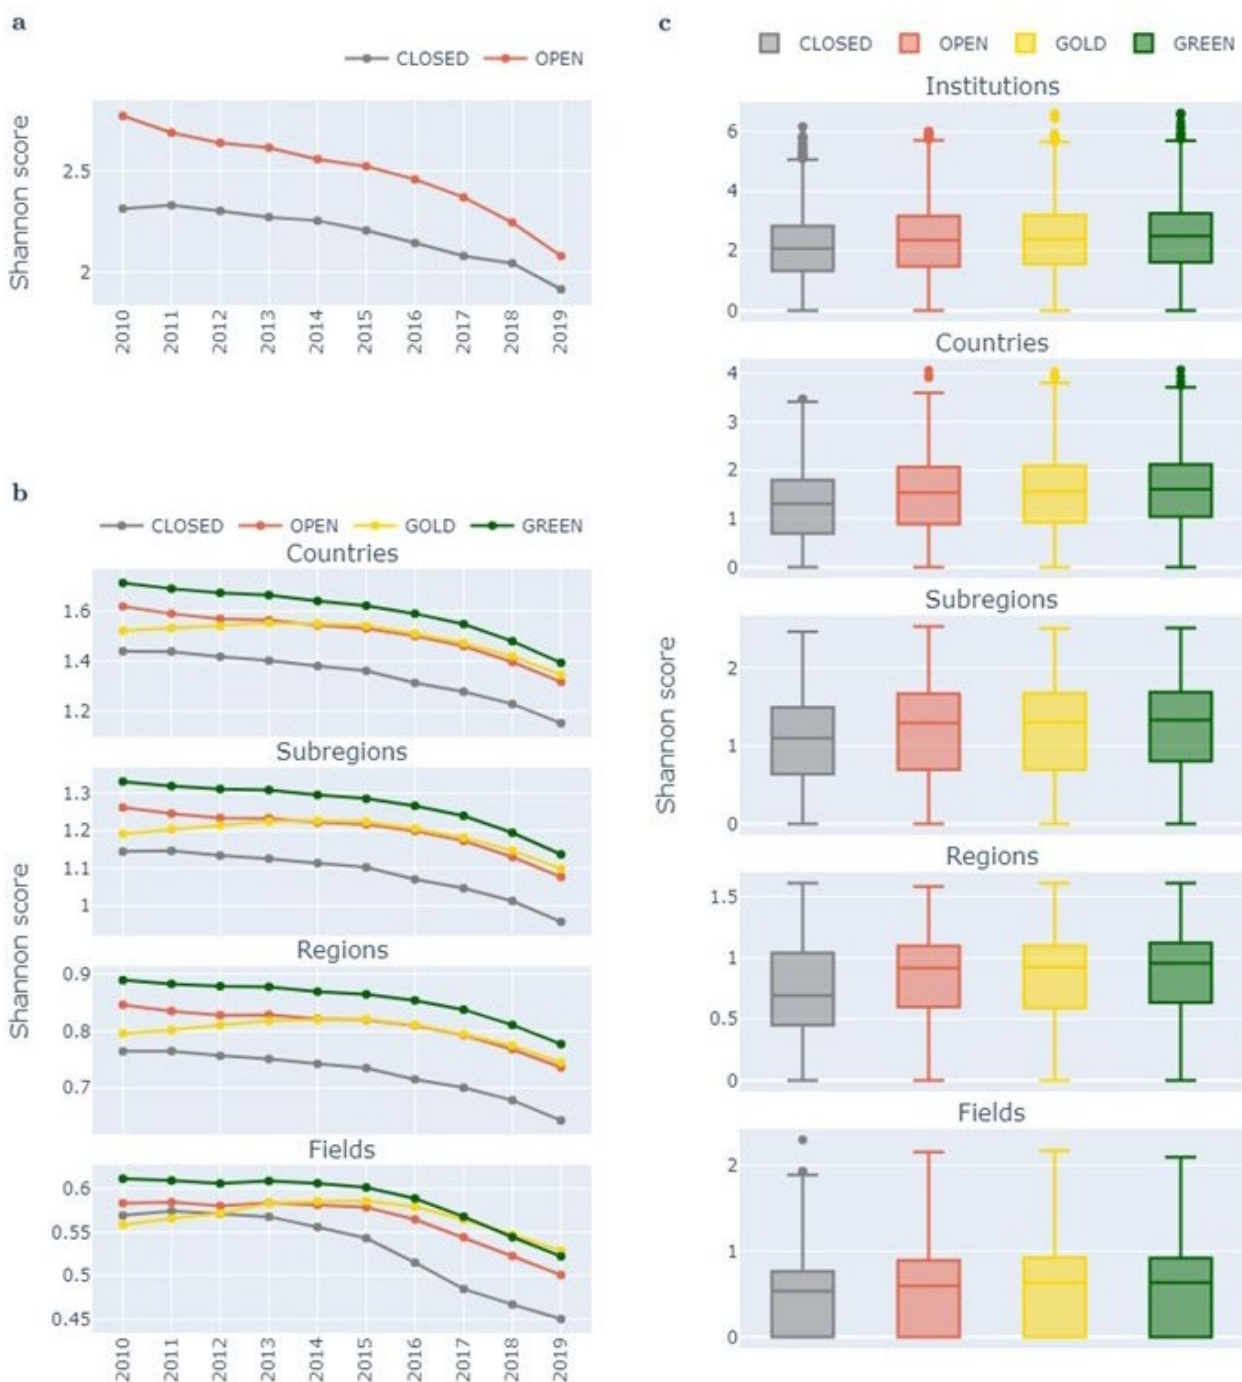 a
CLOSED OPEN
Shannon score
2.5
2
2010 2011 2012 2013 2014 2015 2016 2017 2018 2019
b
CLOSED OPEN GOLD GREEN
Shannon score
Countries
1.6
1.4
1.2
Subregions
1.3
1.2
1.1
1
Regions
0.9
0.8
0.7
Fields
0.6
0.55
0.5
0.45
2010 2011 2012 2013 2014 2015 2016 2017 2018 2019
c
CLOSED OPEN GOLD GREEN
Shannon score
Institutions
6
4
2
0
Countries
4
3
2
1
0
Subregions
2
1
0
Regions
1.5
1
0.5
0
Fields
2
1
0